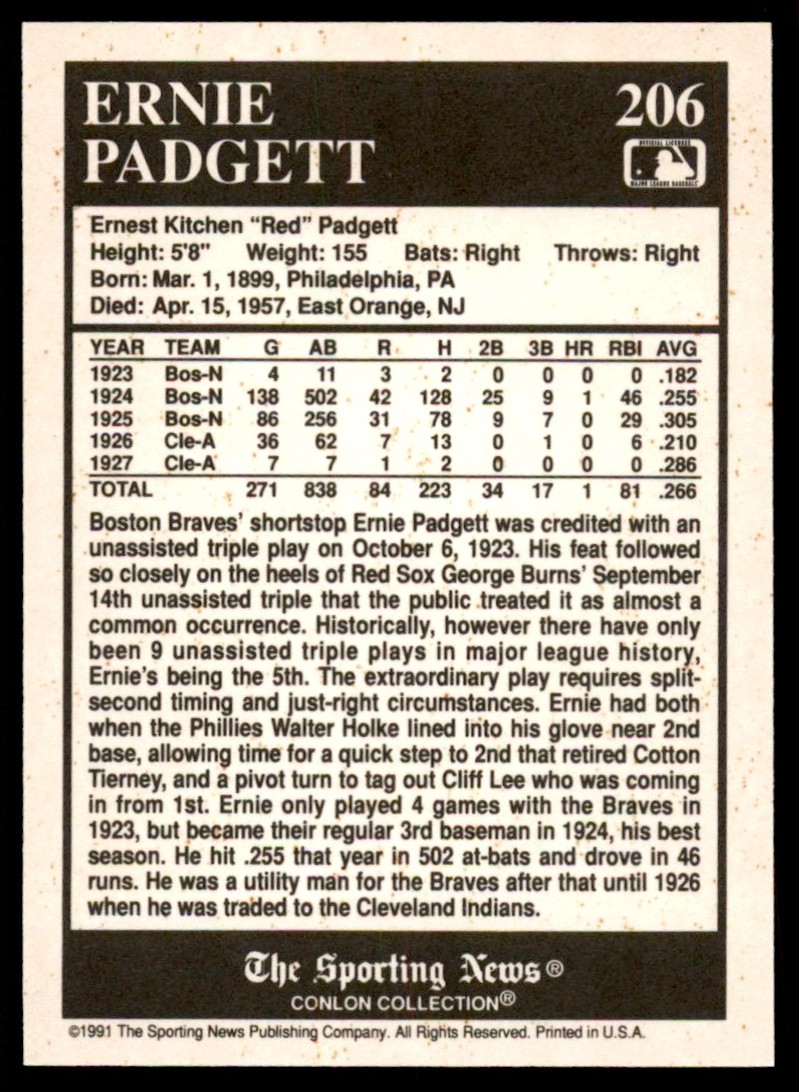 ERNIE
PADGETT
206
OFFICIAL LICENSEE
MAJOR LEAGUE BASEBALL
Ernest Kitchen "Red" Padgett
Height: 5'8" Weight: 155 Bats: Right Throws: Right
Born: Mar. 1, 1899, Philadelphia, PA
Died: Apr. 15, 1957, East Orange, NJ
YEAR TEAM G AB R H 2B 3B HR RBI AVG
1923 Bos-N 4 11 3 2 0 0 0 0 .182
1924 Bos-N 138 502 42 128 25 9 1 46 .255
1925 Bos-N 86 256 31 78 9 7 0 29 .305
1926 Cle-A 36 62 7 13 0 1 0 6 .210
1927 Cle-A 7 7 1 2 0 0 0 0 .286
TOTAL 271 838 84 223 34 17 1 81 .266
Boston Braves' shortstop Ernie Padgett was credited with an
unassisted triple play on October 6, 1923. His feat followed
so closely on the heels of Red Sox George Burns' September
14th unassisted triple that the public treated it as almost a
common occurrence. Historically, however there have only
been 9 unassisted triple plays in major league history,
Ernie's being the 5th. The extraordinary play requires split-
second timing and just-right circumstances. Ernie had both
when the Phillies Walter Holke lined into his glove near 2nd
base, allowing time for a quick step to 2nd that retired Cotton
Tierney, and a pivot turn to tag out Cliff Lee who was coming
in from 1st. Ernie only played 4 games with the Braves in
1923, but became their regular 3rd baseman in 1924, his best
season. He hit .255 that year in 502 at-bats and drove in 46
runs. He was a utility man for the Braves after that until 1926
when he was traded to the Cleveland Indians.
The Sporting News®
CONLON COLLECTION®
©1991 The Sporting News Publishing Company. All Rights Reserved. Printed in U.S.A.